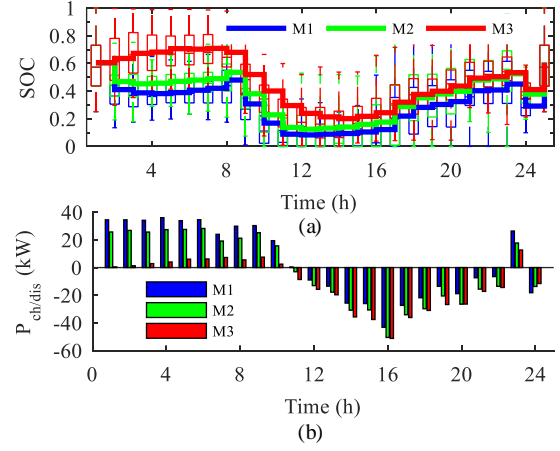 1
0.8
0.6
0.4
0.2
0
SOC
M1 M2 M3
4 8 12 16 20 24
Time (h)
(a)
40
20
0
-20
-40
-60
P_ch/dis (kW)
M1
M2
M3
0 4 8 12 16 20 24
Time (h)
(b)